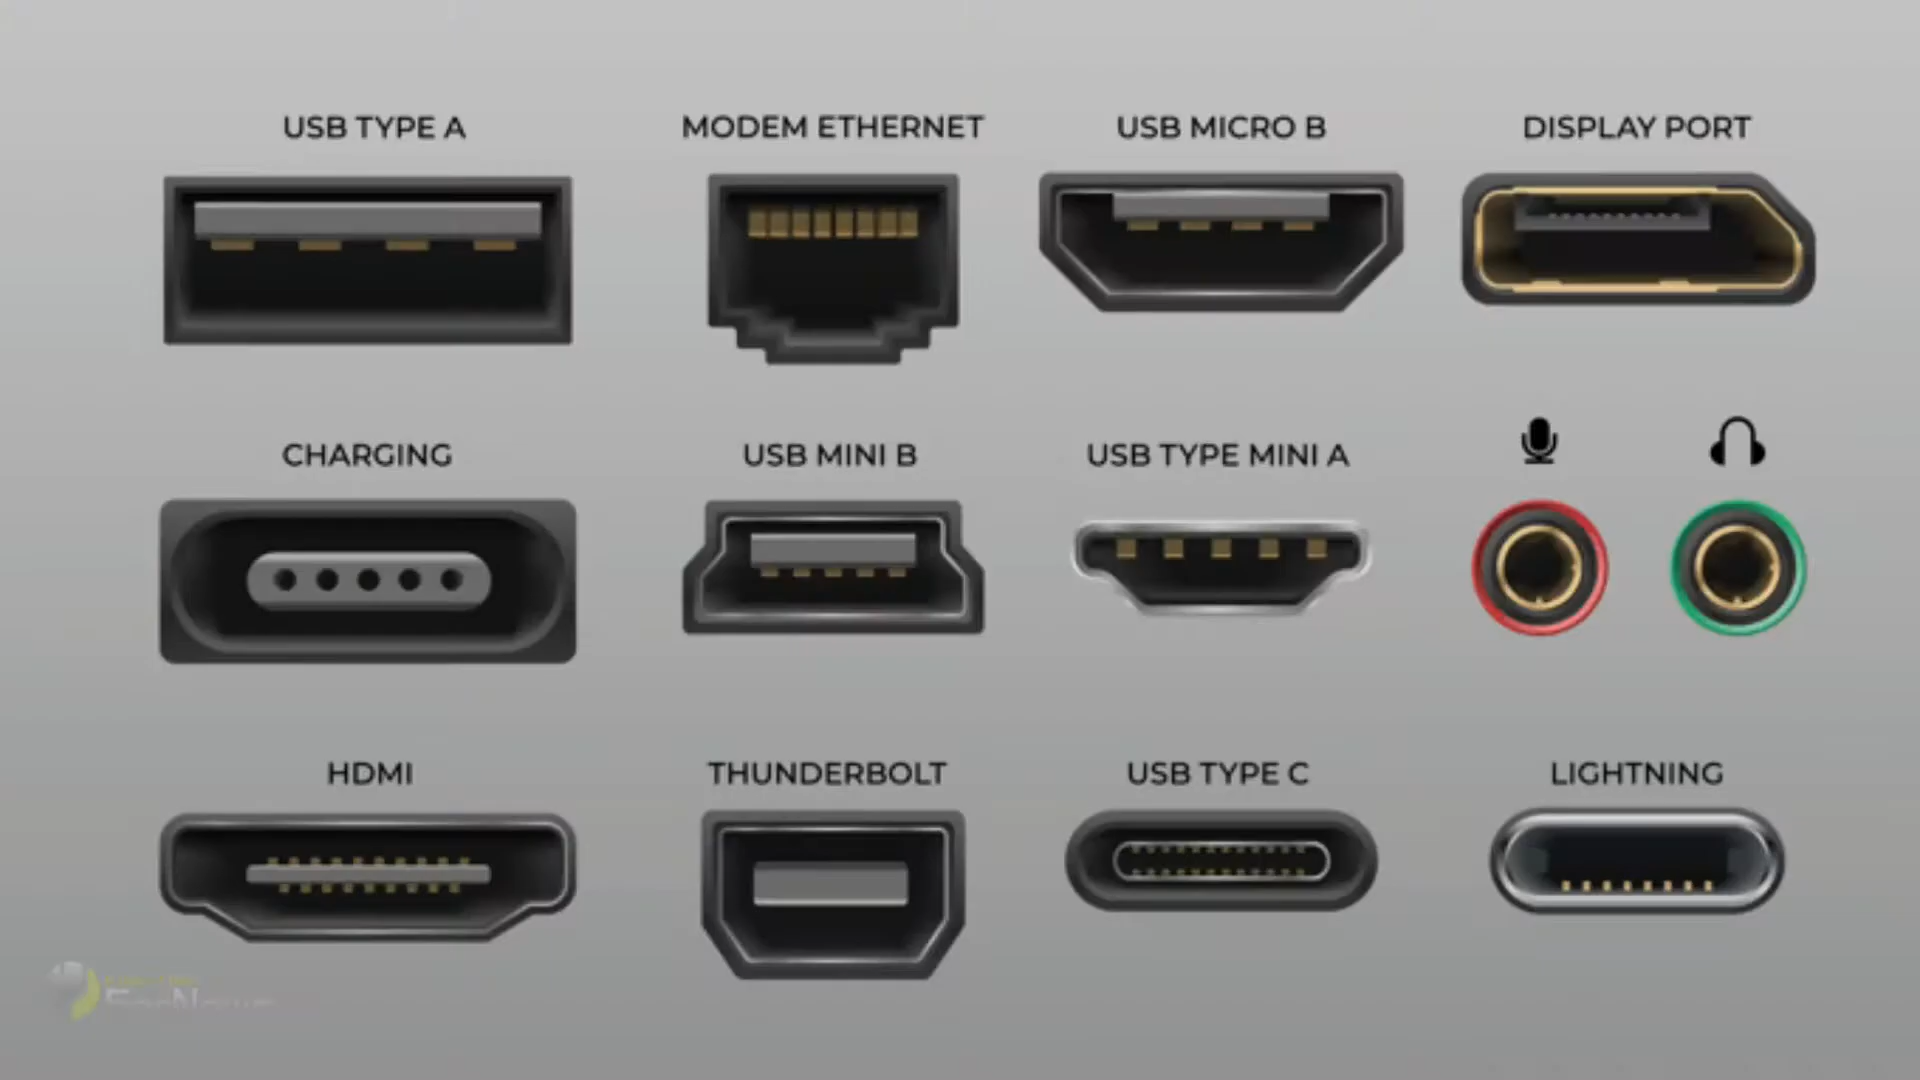 USB TYPE A
MODEM ETHERNET
USB MICRO B
DISPLAY PORT
CHARGING
USB MINI B
USB TYPE MINI A
HDMI
THUNDERBOLT
USB TYPE C
LIGHTNING